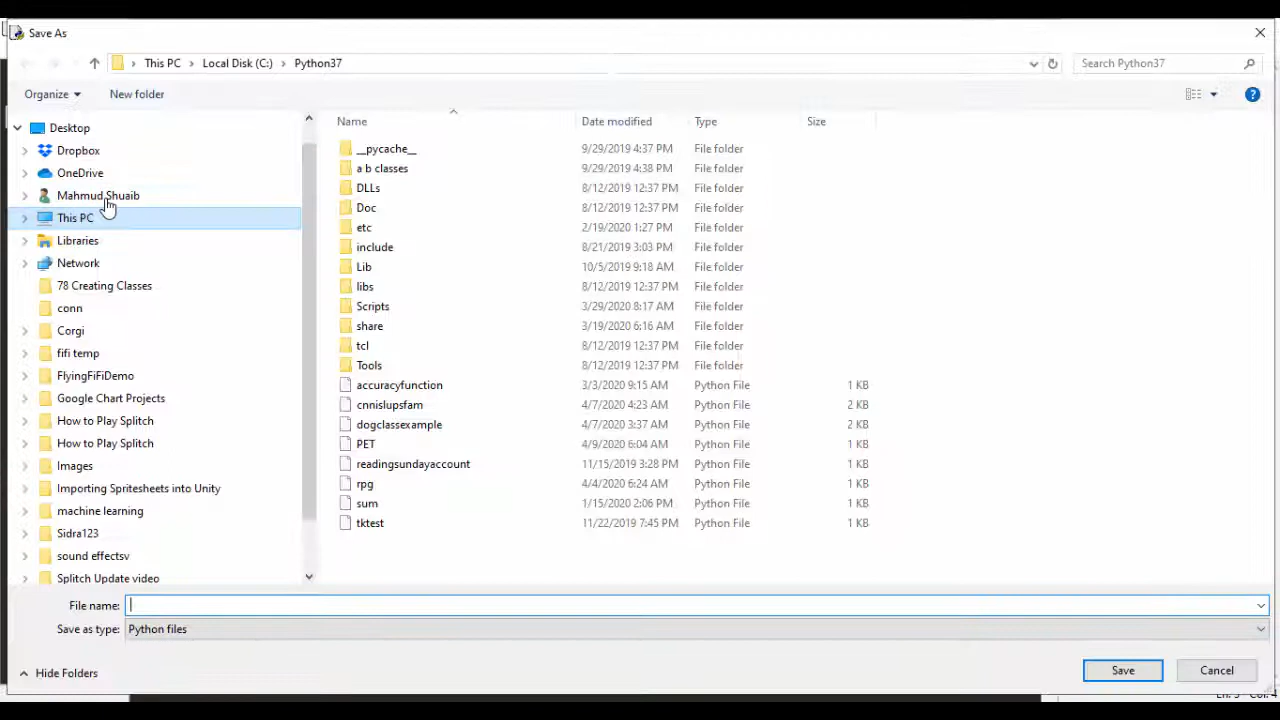 Save As
This PC > Local Disk (C:) > Python37
Search Python37
Organize
New folder
Name Date modified Type Size
Desktop
Dropbox
OneDrive
Mahmud Shuaib
This PC
Libraries
Network
78 Creating Classes
conn
Corgi
fifi temp
FlyingFiFiDemo
Google Chart Projects
How to Play Splitch
How to Play Splitch
Images
Importing Spritesheets into Unity
machine learning
Sidra123
sound effectsv
Splitch Update video
__pycache__ 9/29/2019 4:37 PM File folder
a b classes 9/29/2019 4:38 PM File folder
DLLs 8/12/2019 12:37 PM File folder
Doc 8/12/2019 12:37 PM File folder
etc 2/19/2020 1:27 PM File folder
include 8/21/2019 3:03 PM File folder
Lib 10/5/2019 9:18 AM File folder
libs 8/12/2019 12:37 PM File folder
Scripts 3/29/2020 8:17 AM File folder
share 3/19/2020 6:16 AM File folder
tcl 8/12/2019 12:37 PM File folder
Tools 8/12/2019 12:37 PM File folder
accuracyfunction 3/3/2020 9:15 AM Python File 1 KB
cnnislupsfam 4/7/2020 4:23 AM Python File 2 KB
dogclassexample 4/7/2020 3:37 AM Python File 2 KB
PET 4/9/2020 6:04 AM Python File 1 KB
readingsundayaccount 11/15/2019 3:28 PM Python File 1 KB
rpg 4/4/2020 6:24 AM Python File 1 KB
sum 1/15/2020 2:06 PM Python File 1 KB
tktest 11/22/2019 7:45 PM Python File 1 KB
File name:
Save as type: Python files
Hide Folders
Save
Cancel